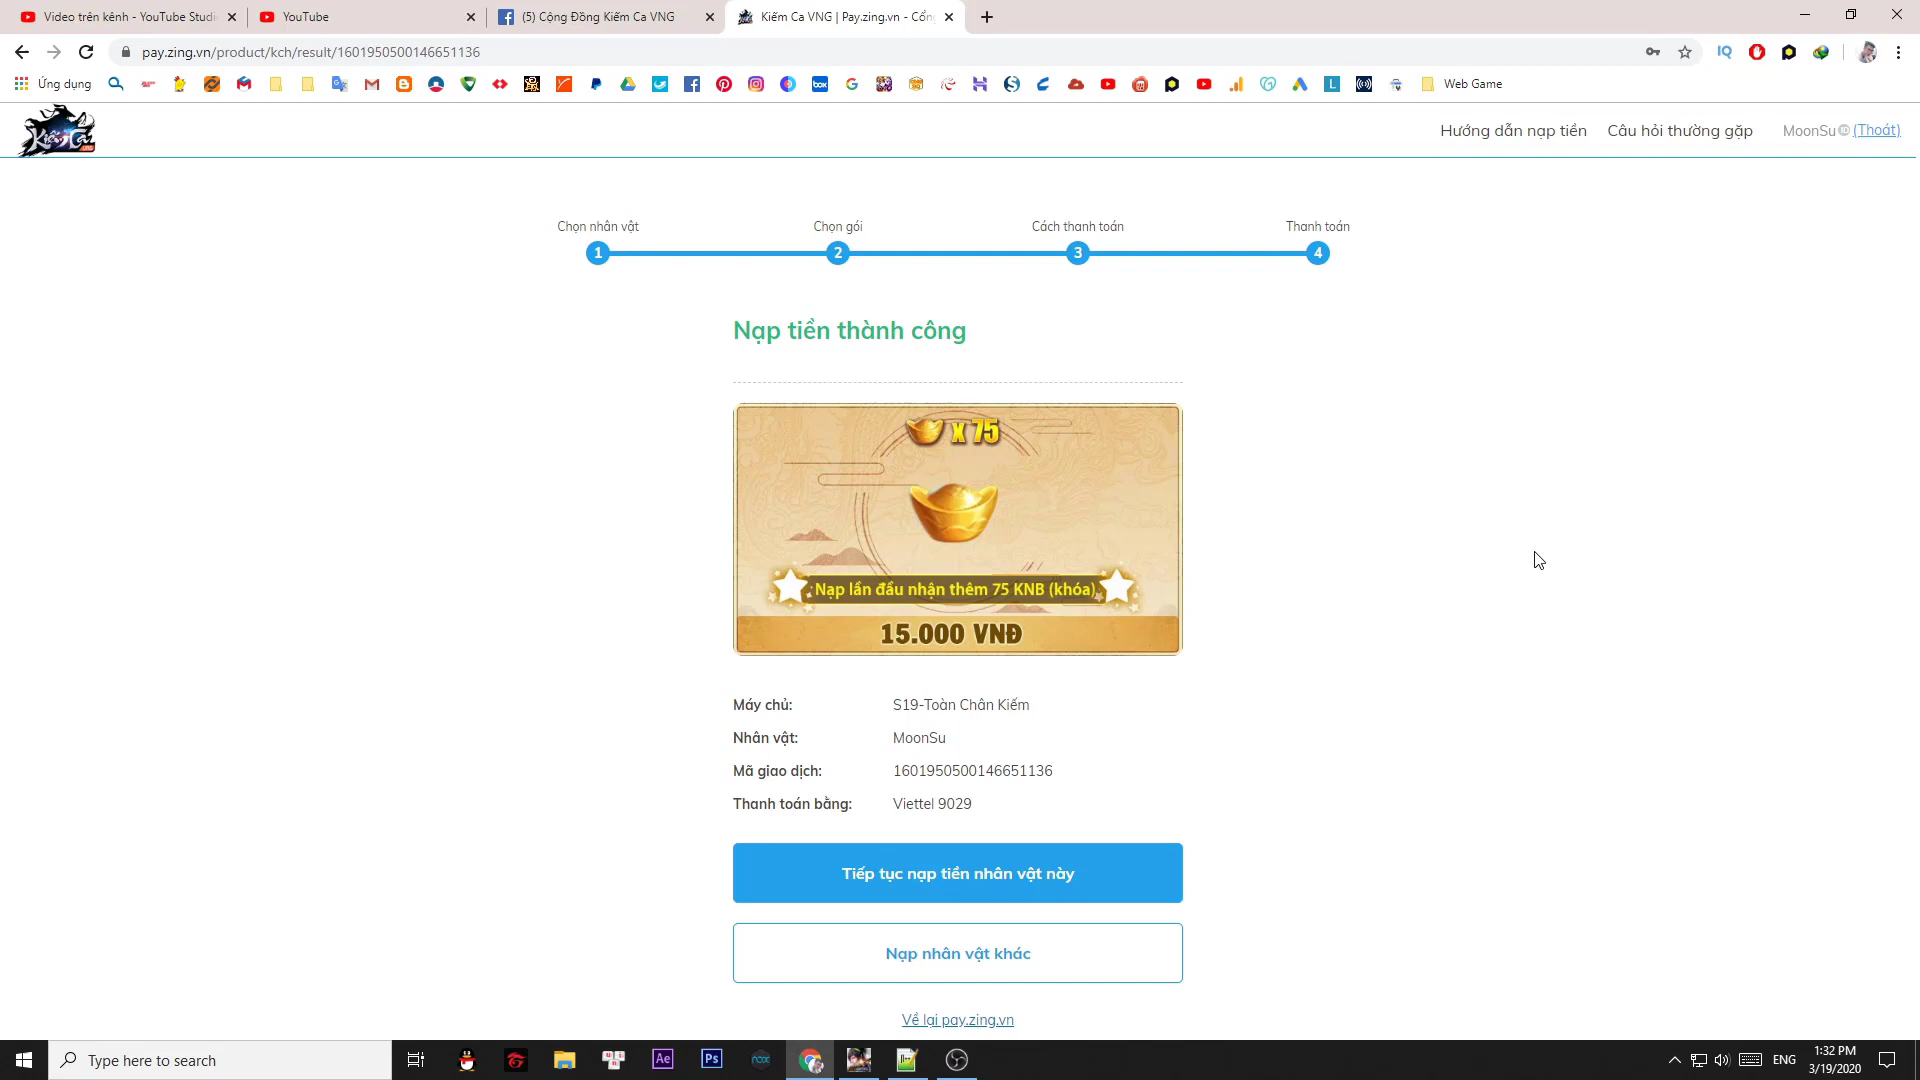 Video trên kênh - YouTube Studi
YouTube
(5) Cộng Đồng Kiếm Ca VNG
Kiếm Ca VNG | Pay.zing.vn - Cổn
pay.zing.vn/product/kch/result/1601950500146651136
Ứng dụng
Web Game
Kiếm Ca
Hướng dẫn nạp tiền
Câu hỏi thường gặp
MoonSu
(Thoát)
Chọn nhân vật
Chọn gói
Cách thanh toán
Thanh toán
1
2
3
4
Nạp tiền thành công
X 75
Nạp lần đầu nhận thêm 75 KNB (khóa)
15.000 VNĐ
Máy chủ: S19-Toàn Chân Kiếm
Nhân vật: MoonSu
Mã giao dịch: 1601950500146651136
Thanh toán bằng: Viettel 9029
Tiếp tục nạp tiền nhân vật này
Nạp nhân vật khác
Về lại pay.zing.vn
Type here to search
Ae
Ps
nox
ENG
1:32 PM
3/19/2020